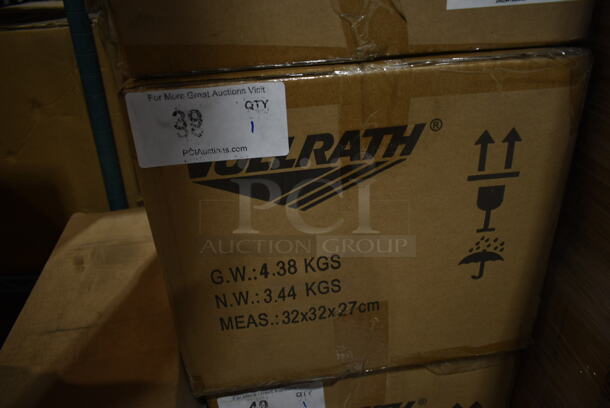 For More Great Auctions Visit
39 QTY
1
PCIAuctions.com
VOLLRATH®
PCI
AUCTION GROUP
G.W.:4.38 KGS
N.W.:3.44 KGS
MEAS.:32x32x27cm
QTY